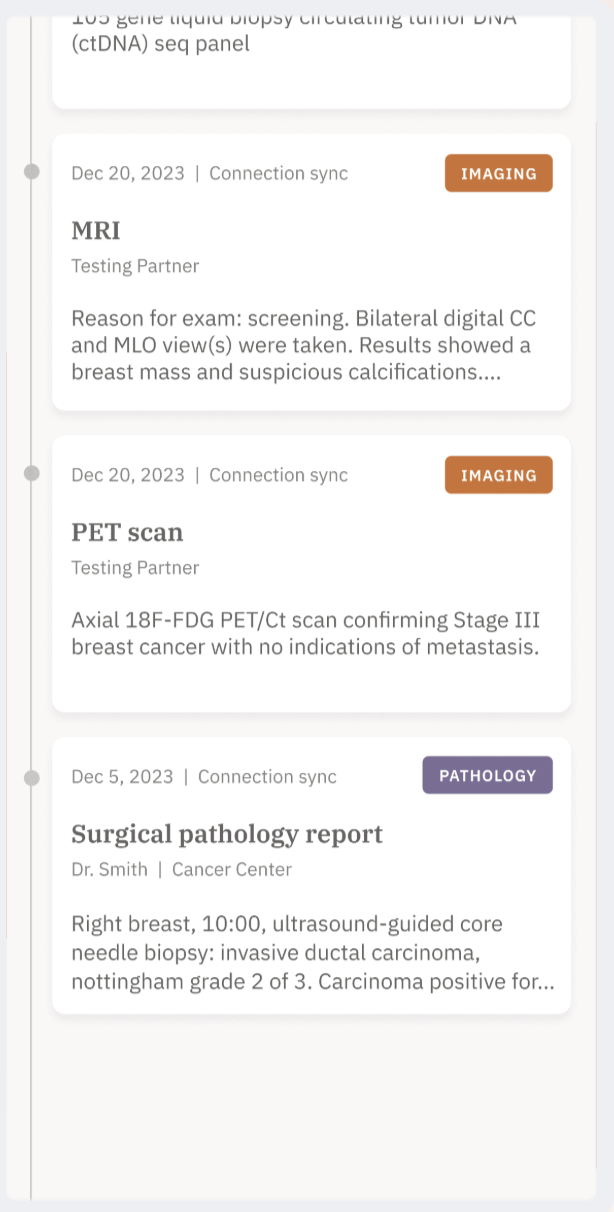 105 gene liquid biopsy circulating tumor DNA
(ctDNA) seq panel
Dec 20, 2023 | Connection sync
IMAGING
MRI
Testing Partner
Reason for exam: screening. Bilateral digital CC
and MLO view(s) were taken. Results showed a
breast mass and suspicious calcifications....
Dec 20, 2023 | Connection sync
IMAGING
PET scan
Testing Partner
Axial 18F-FDG PET/Ct scan confirming Stage III
breast cancer with no indications of metastasis.
Dec 5, 2023 | Connection sync
PATHOLOGY
Surgical pathology report
Dr. Smith | Cancer Center
Right breast, 10:00, ultrasound-guided core
needle biopsy: invasive ductal carcinoma,
nottingham grade 2 of 3. Carcinoma positive for...